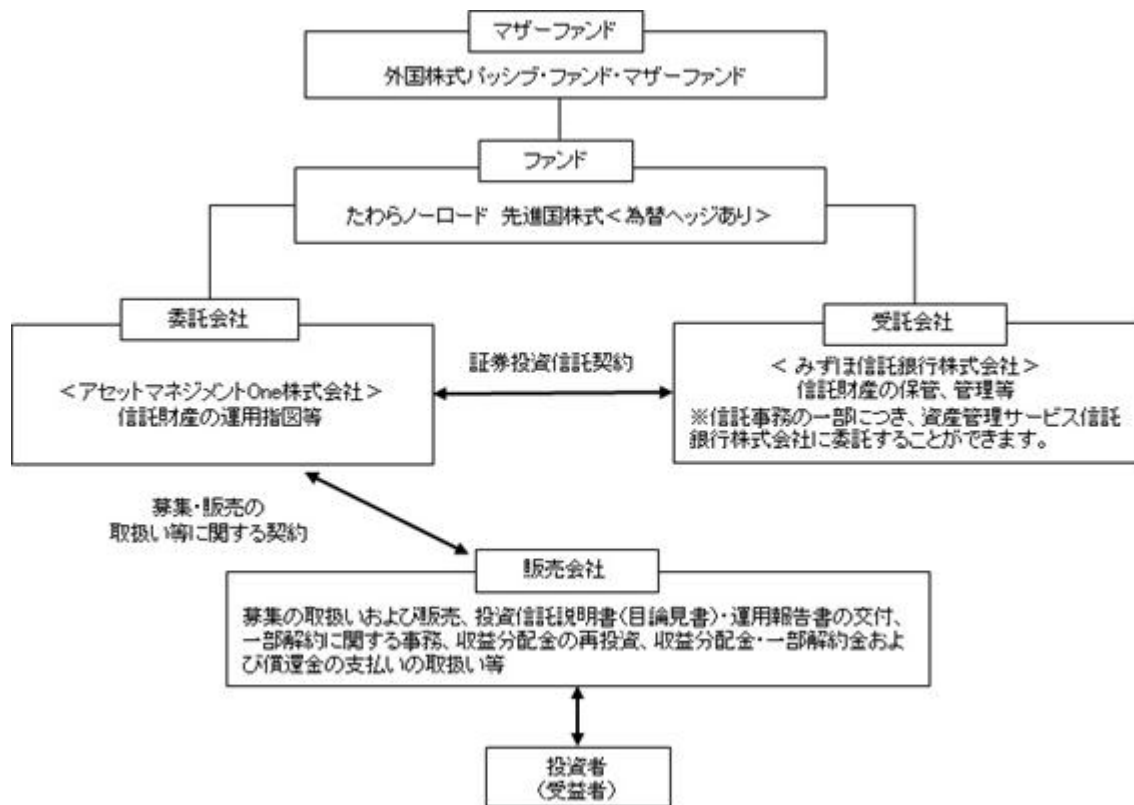 マザーファンド
外国株式パッシブ・ファンド・マザーファンド
ファンド
たわらノーロード 先進国株式<為替ヘッジあり>
委託会社
<アセットマネジメントOne株式会社>
信託財産の運用指図等
証券投資信託契約
受託会社
<みずほ信託銀行株式会社>
信託財産の保管、管理等
※信託事務の一部につき、資産管理サービス信託
銀行株式会社に委託することができます。
募集・販売の
取扱い等に関する契約
販売会社
募集の取扱いおよび販売、投資信託説明書(目論見書)・運用報告書の交付、
一部解約に関する事務、収益分配金の再投資、収益分配金・一部解約金およ
び償還金の支払いの取扱い等
投資者
(受益者)